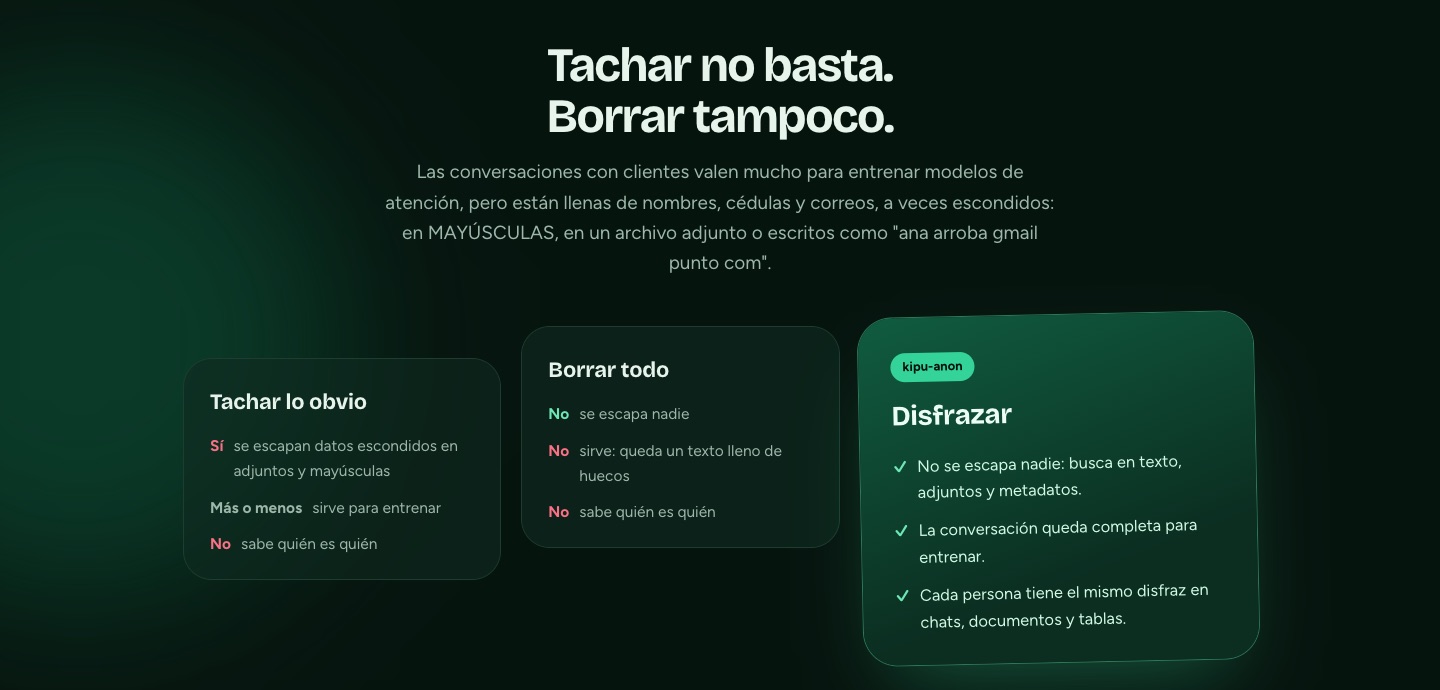 Tachar no basta.
Borrar tampoco.
Las conversaciones con clientes valen mucho para entrenar modelos de
atención, pero están llenas de nombres, cédulas y correos, a veces escondidos:
en MAYÚSCULAS, en un archivo adjunto o escritos como "ana arroba gmail
punto com".
Tachar lo obvio
Sí se escapan datos escondidos en
adjuntos y mayúsculas
Más o menos sirve para entrenar
No sabe quién es quién
Borrar todo
No se escapa nadie
No sirve: queda un texto lleno de
huecos
No sabe quién es quién
kipu-anon
Disfrazar
No se escapa nadie: busca en texto,
adjuntos y metadatos.
La conversación queda completa para
entrenar.
Cada persona tiene el mismo disfraz en
chats, documentos y tablas.